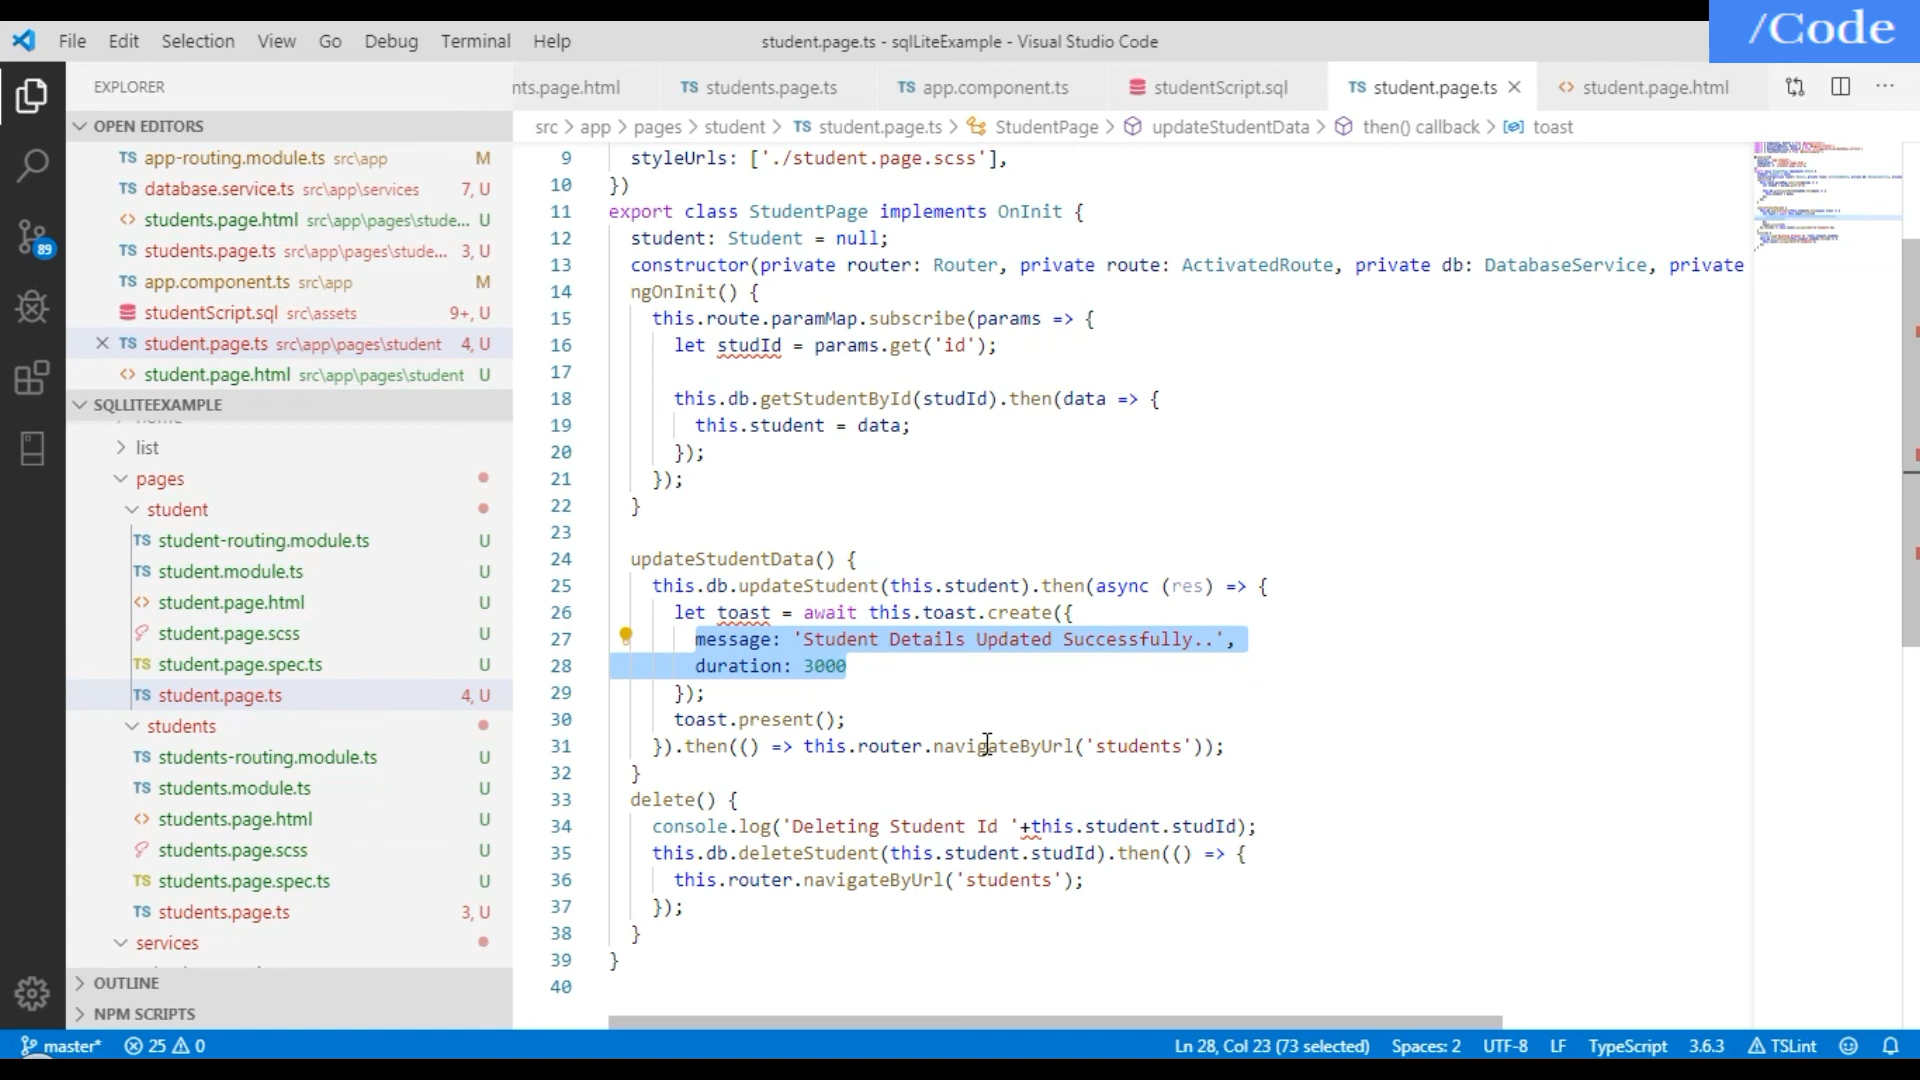 /Code
File Edit Selection View Go Debug Terminal Help
student.page.ts - sqlLiteExample - Visual Studio Code
EXPLORER
nts.page.html
TS students.page.ts
TS app.component.ts
studentScript.sql
TS student.page.ts
<> student.page.html
OPEN EDITORS
TS app-routing.module.ts src\app M
TS database.service.ts src\app\services 7, U
<> students.page.html src\app\pages\stude... U
TS students.page.ts src\app\pages\stude... 3, U
TS app.component.ts src\app M
studentScript.sql src\assets 9+, U
TS student.page.ts src\app\pages\student 4, U
<> student.page.html src\app\pages\student U
89
SQLLITEEXAMPLE
home
list
pages
student
TS student-routing.module.ts U
TS student.module.ts U
<> student.page.html U
student.page.scss U
TS student.page.spec.ts U
TS student.page.ts 4, U
students
TS students-routing.module.ts U
TS students.module.ts U
<> students.page.html U
students.page.scss U
TS students.page.spec.ts U
TS students.page.ts 3, U
services
OUTLINE
NPM SCRIPTS
src > app > pages > student > TS student.page.ts > StudentPage > updateStudentData > then() callback > toast
9 styleUrls: ['./student.page.scss'],
10 })
11 export class StudentPage implements OnInit {
12 student: Student = null;
13 constructor(private router: Router, private route: ActivatedRoute, private db: DatabaseService, private
14 ngOnInit() {
15 this.route.paramMap.subscribe(params => {
16 let studId = params.get('id');
17
18 this.db.getStudentById(studId).then(data => {
19 this.student = data;
20 });
21 });
22 }
23
24 updateStudentData() {
25 this.db.updateStudent(this.student).then(async (res) => {
26 let toast = await this.toast.create({
27 message: 'Student Details Updated Successfully..',
28 duration: 3000
29 });
30 toast.present();
31 }).then(() => this.router.navigateByUrl('students'));
32 }
33 delete() {
34 console.log('Deleting Student Id '+this.student.studId);
35 this.db.deleteStudent(this.student.studId).then(() => {
36 this.router.navigateByUrl('students');
37 });
38 }
39 }
40
master* 25 0
Ln 28, Col 23 (73 selected) Spaces: 2 UTF-8 LF TypeScript 3.6.3 TSLint